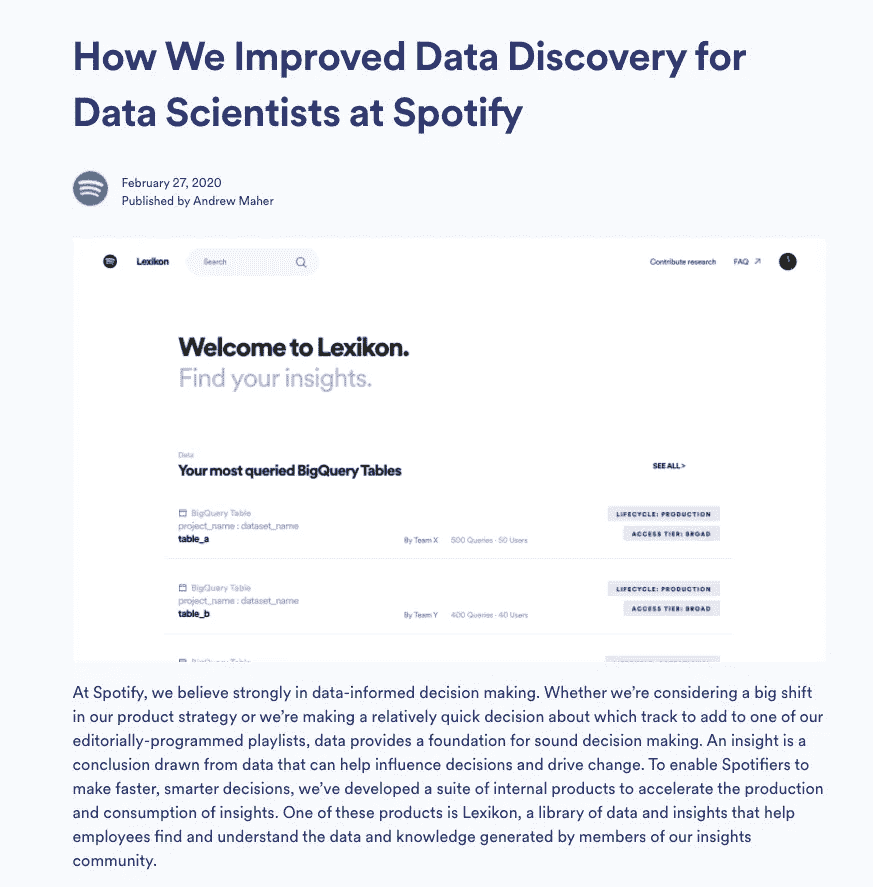 How We Improved Data Discovery for
Data Scientists at Spotify
February 27, 2020
Published by Andrew Maher
Lexikon
Search
Contribute research
FAQ ↗
Welcome to Lexikon.
Find your insights.
Data
Your most queried BigQuery Tables
SEE ALL >
BigQuery Table
project_name : dataset_name
table_a
By Team X
500 Queries · 50 Users
LIFECYCLE: PRODUCTION
ACCESS TIER: BROAD
BigQuery Table
project_name : dataset_name
table_b
By Team Y
400 Queries · 40 Users
LIFECYCLE: PRODUCTION
ACCESS TIER: BROAD
BigQuery Table
At Spotify, we believe strongly in data-informed decision making. Whether we’re considering a big shift
in our product strategy or we’re making a relatively quick decision about which track to add to one of our
editorially-programmed playlists, data provides a foundation for sound decision making. An insight is a
conclusion drawn from data that can help influence decisions and drive change. To enable Spotifiers to
make faster, smarter decisions, we’ve developed a suite of internal products to accelerate the production
and consumption of insights. One of these products is Lexikon, a library of data and insights that help
employees find and understand the data and knowledge generated by members of our insights
community.